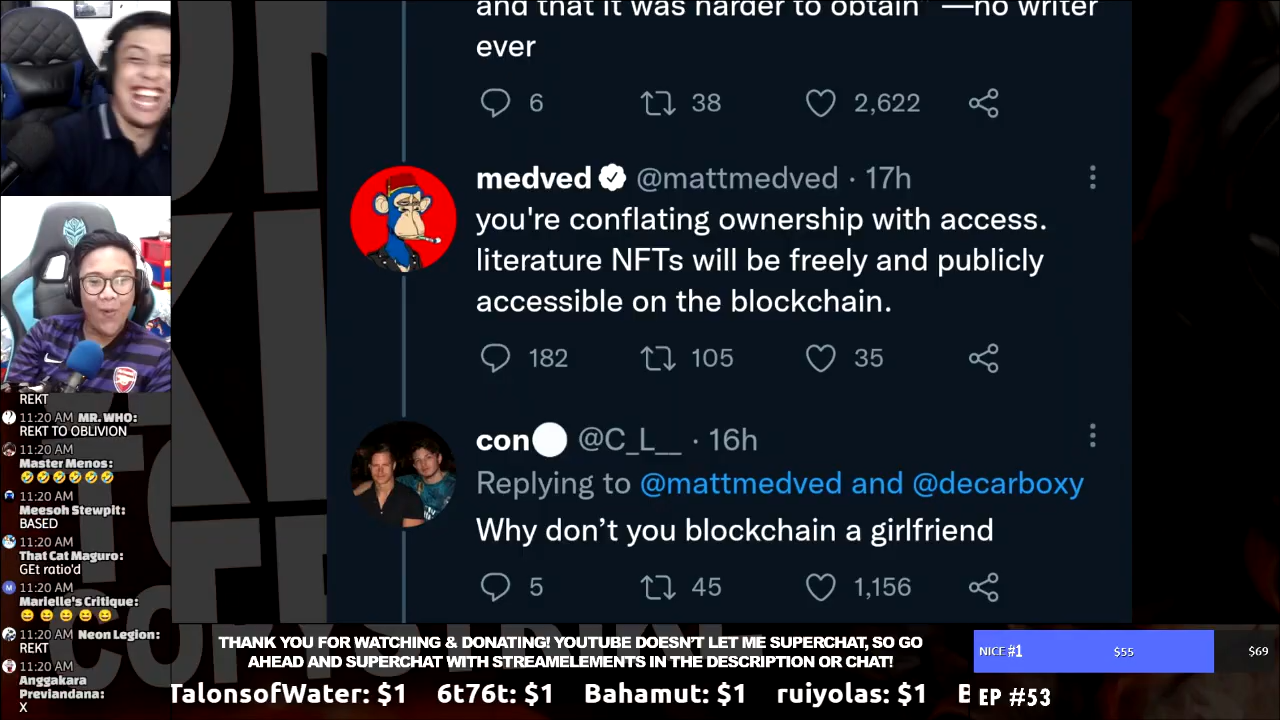 and that it was harder to obtain" —no writer
ever
6 38 2,622
medved @mattmedved · 17h
you're conflating ownership with access.
literature NFTs will be freely and publicly
accessible on the blockchain.
182 105 35
con @C_L__ · 16h
Replying to @mattmedved and @decarboxy
Why don't you blockchain a girlfriend
5 45 1,156
REKT
11:20 AM MR. WHO:
REKT TO OBLIVION
11:20 AM
Master Menos:
🤣🤣🤣🤣🤣🤣
11:20 AM
Meesoh Stewpit:
BASED
11:20 AM
That Cat Maguro:
GEt ratio'd
M 11:20 AM
Marielle's Critique:
😄😄😄😄😄
11:20 AM Neon Legion:
REKT
11:20 AM
Anggakara
Previandana:
X
THANK YOU FOR WATCHING & DONATING! YOUTUBE DOESN'T LET ME SUPERCHAT, SO GO
AHEAD AND SUPERCHAT WITH STREAMELEMENTS IN THE DESCRIPTION OR CHAT!
TalonsofWater: $1 6t76t: $1 Bahamut: $1 ruiyolas: $1 B
NICE #1 $55 $69
EP #53